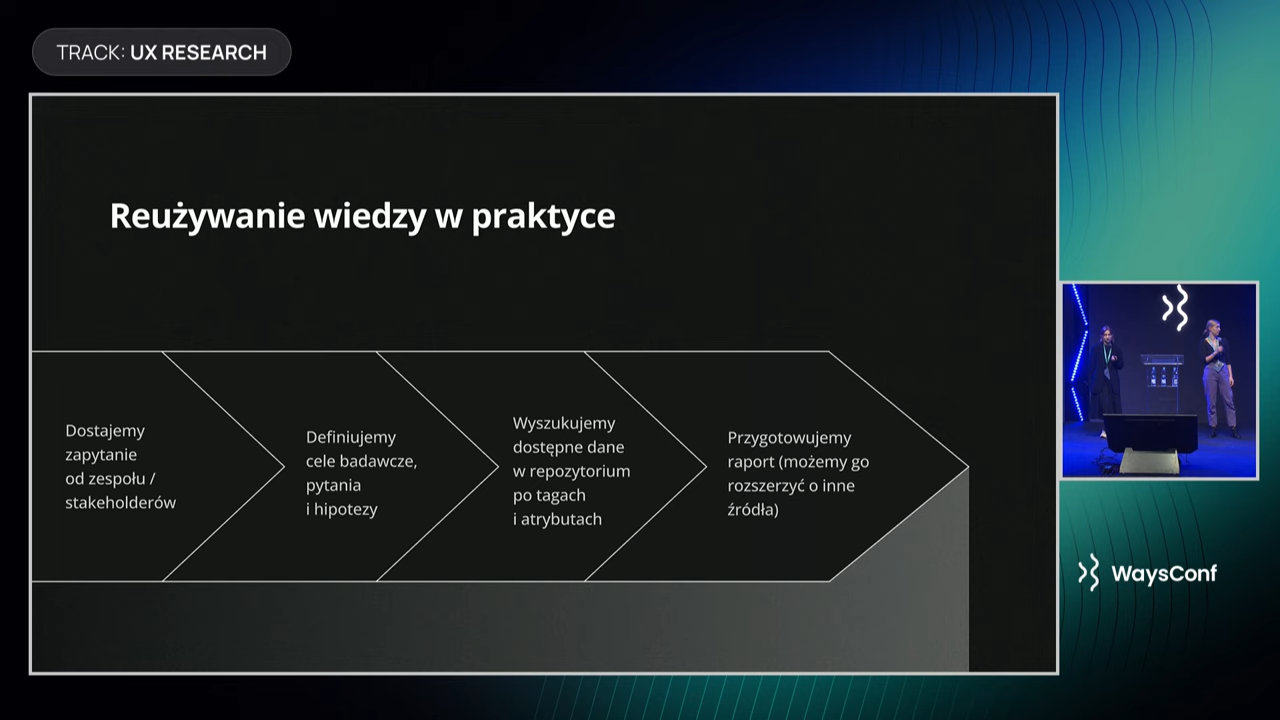 TRACK: UX RESEARCH
Reużywanie wiedzy w praktyce
Dostajemy
zapytanie
od zespołu /
stakeholderów
Definiujemy
cele badawcze,
pytania
i hipotezy
Wyszukujemy
dostępne dane
w repozytorium
po tagach
i atrybutach
Przygotowujemy
raport (możemy go
rozszerzyć o inne
źródła)
WaysConf